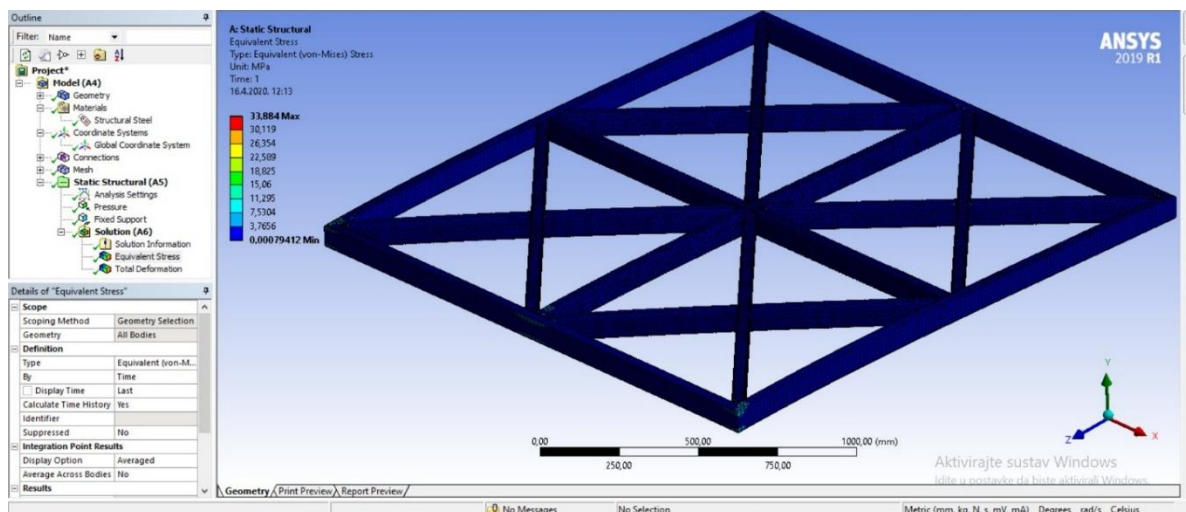 Outline
Filter: Name
Project*
Model (A4)
Geometry
Materials
Structural Steel
Coordinate Systems
Global Coordinate System
Connections
Mesh
Static Structural (A5)
Analysis Settings
Pressure
Fixed Support
Solution (A6)
Solution Information
Equivalent Stress
Total Deformation
Details of "Equivalent Stress"
Scope
Scoping Method Geometry Selection
Geometry All Bodies
Definition
Type Equivalent (von-M...
By Time
Display Time Last
Calculate Time History Yes
Identifier
Suppressed No
Integration Point Results
Display Option Averaged
Average Across Bodies No
Results
A: Static Structural
Equivalent Stress
Type: Equivalent (von-Mises) Stress
Unit: MPa
Time: 1
16.4.2020. 12:13
33,884 Max
30,119
26,354
22,589
18,825
15,06
11,295
7,5304
3,7656
0,00079412 Min
ANSYS
2019 R1
0,00 500,00 1000,00 (mm)
250,00 750,00
Y
Z X
Aktivirajte sustav Windows
Idite u postavke da biste aktivirali Windows.
Geometry Print Preview Report Preview
No Messages No Selection Metric (mm, kg, N, s, mV, mA) Degrees rad/s Celsius